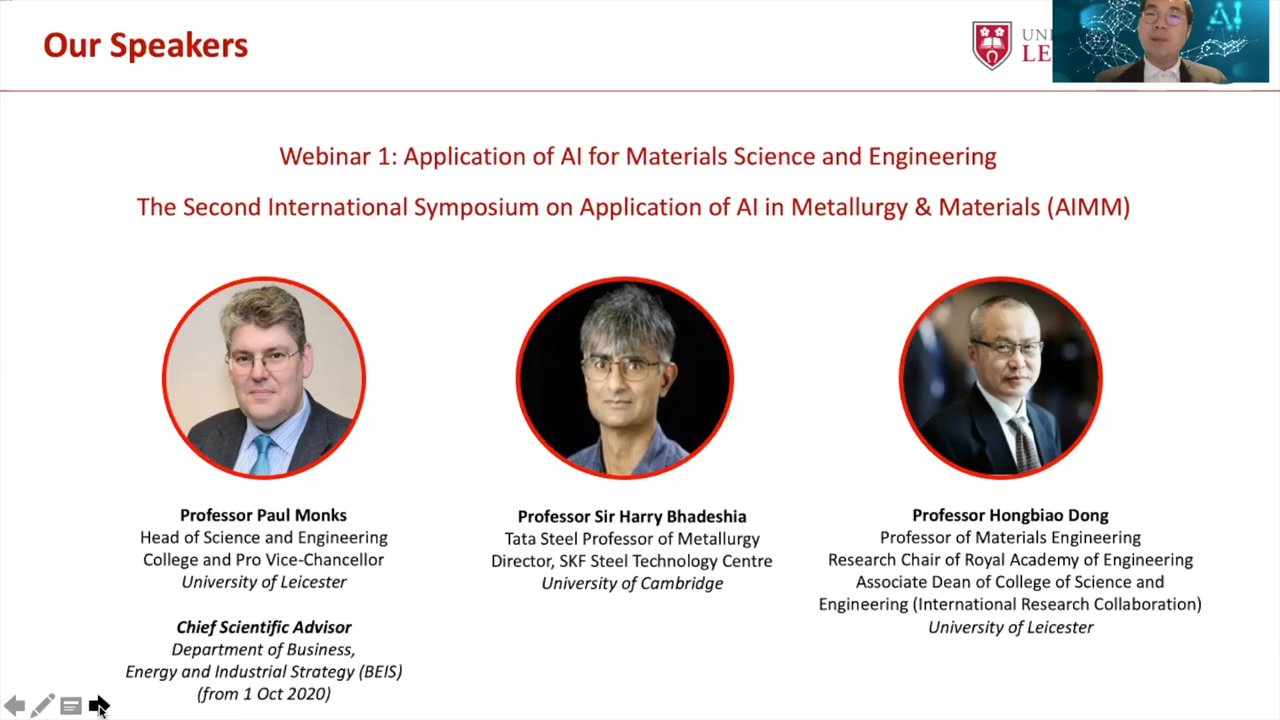 Our Speakers
UN
LE
AI
Webinar 1: Application of AI for Materials Science and Engineering
The Second International Symposium on Application of AI in Metallurgy & Materials (AIMM)
Professor Paul Monks
Head of Science and Engineering
College and Pro Vice-Chancellor
University of Leicester
Chief Scientific Advisor
Department of Business,
Energy and Industrial Strategy (BEIS)
(from 1 Oct 2020)
Professor Sir Harry Bhadeshia
Tata Steel Professor of Metallurgy
Director, SKF Steel Technology Centre
University of Cambridge
Professor Hongbiao Dong
Professor of Materials Engineering
Research Chair of Royal Academy of Engineering
Associate Dean of College of Science and
Engineering (International Research Collaboration)
University of Leicester